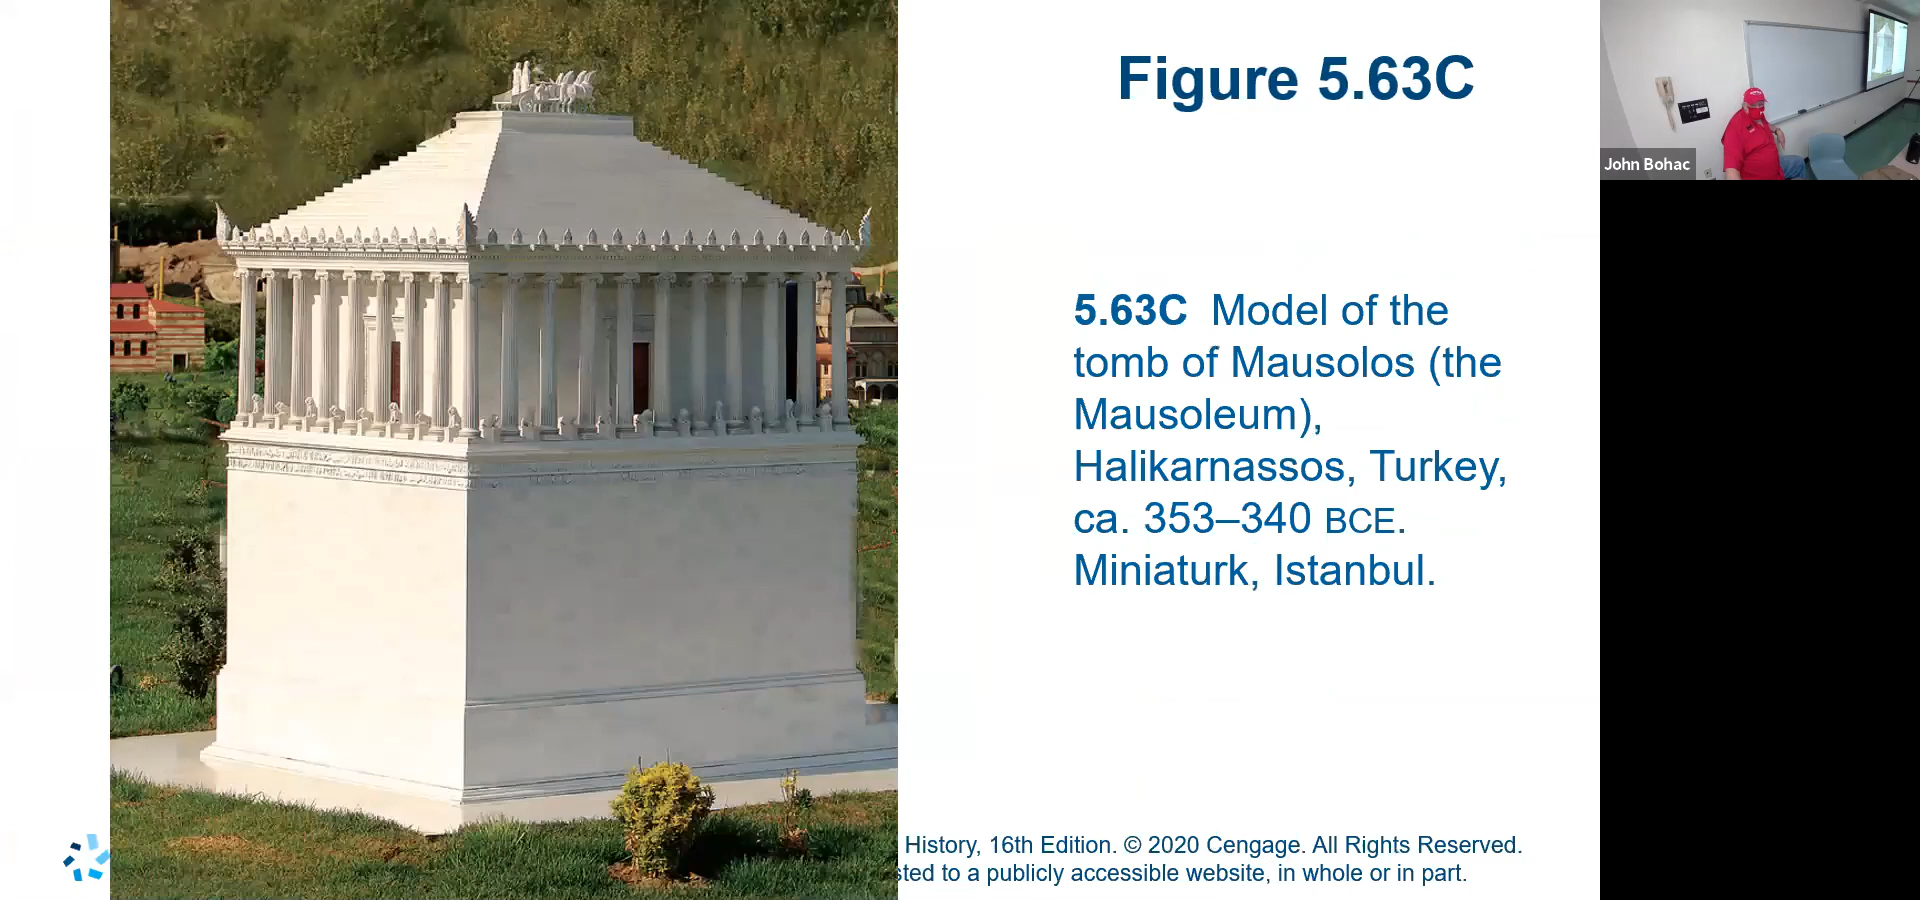 Figure 5.63C
5.63C Model of the
tomb of Mausolos (the
Mausoleum),
Halikarnassos, Turkey,
ca. 353–340 BCE.
Miniaturk, Istanbul.
History, 16th Edition. © 2020 Cengage. All Rights Reserved.
to a publicly accessible website, in whole or in part.
John Bohac